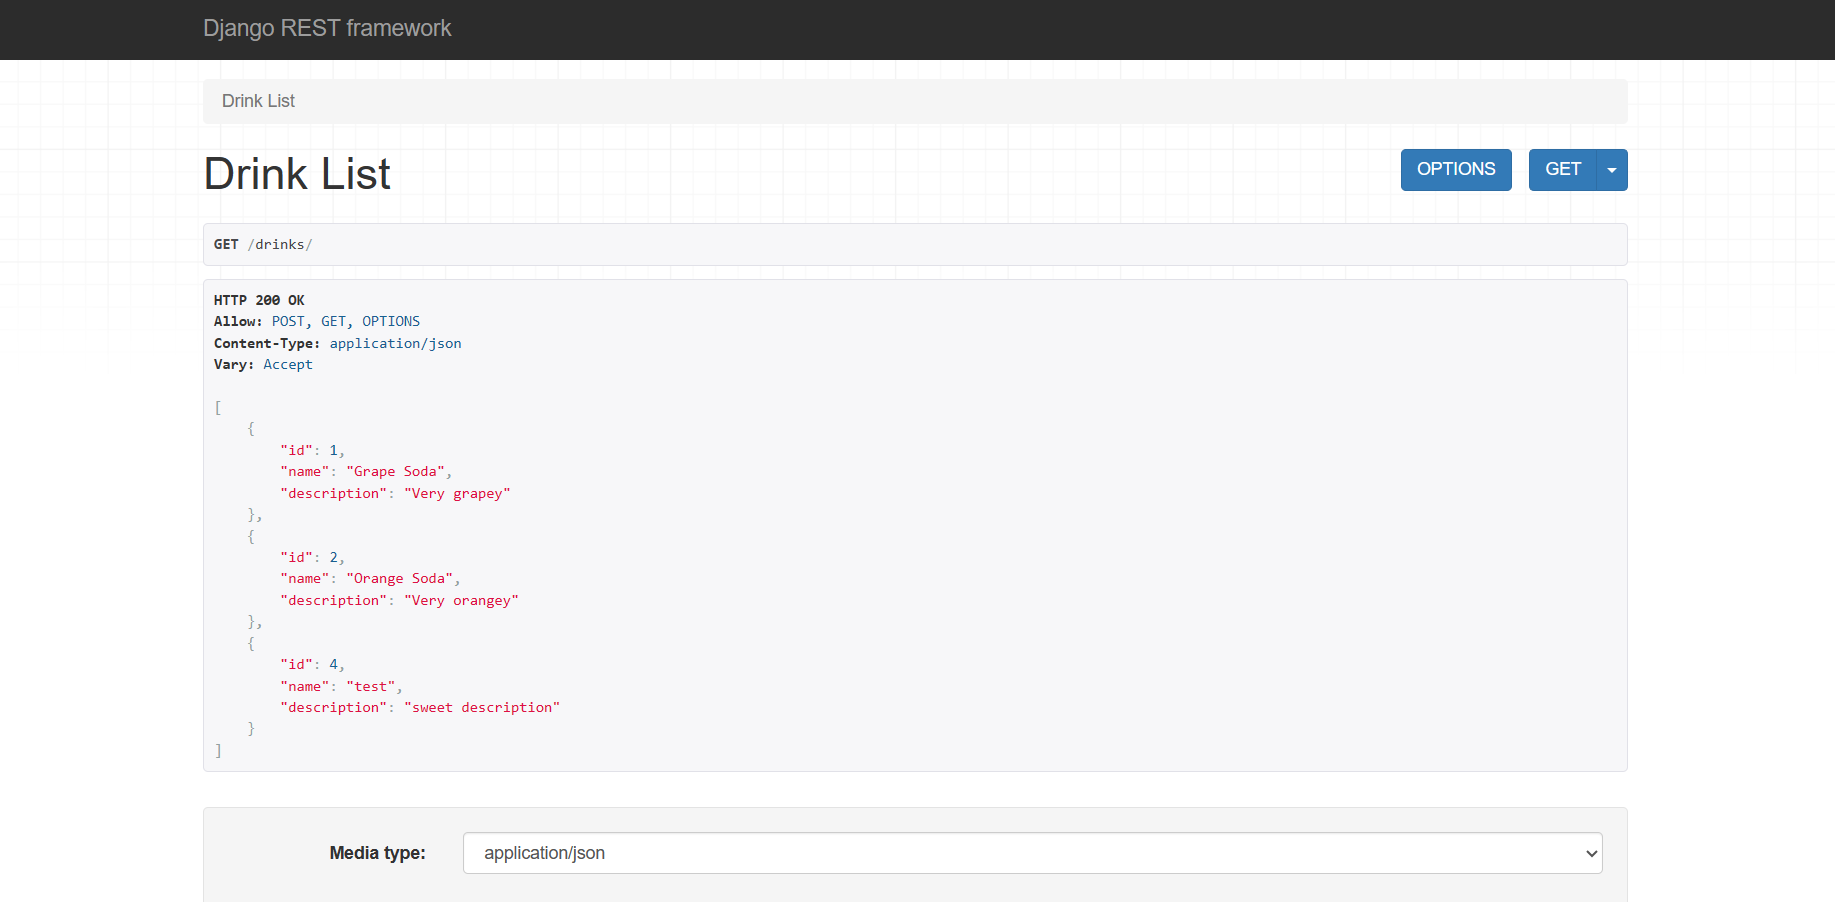 Django REST framework
Drink List
Drink List
OPTIONS
GET
GET /drinks/
HTTP 200 OK
Allow: POST, GET, OPTIONS
Content-Type: application/json
Vary: Accept
[
    {
        "id": 1,
        "name": "Grape Soda",
        "description": "Very grapey"
    },
    {
        "id": 2,
        "name": "Orange Soda",
        "description": "Very orangey"
    },
    {
        "id": 4,
        "name": "test",
        "description": "sweet description"
    }
]
Media type: application/json